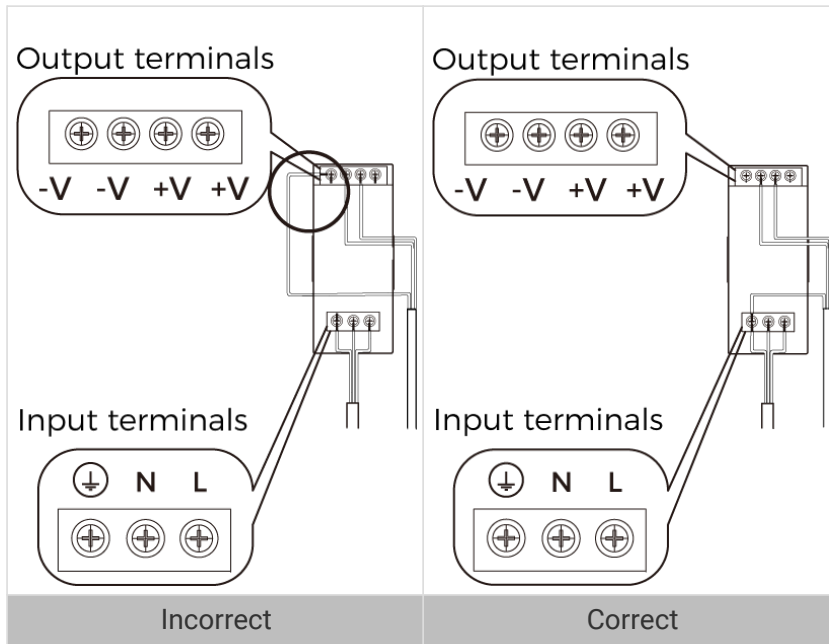 Output terminals
-V -V +V +V
Input terminals
N L
Incorrect
Output terminals
-V -V +V +V
Input terminals
N L
Correct